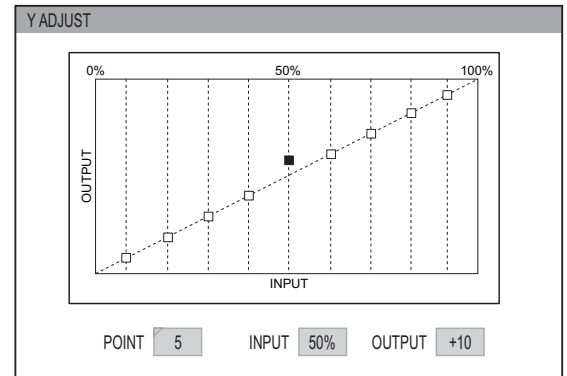 Y ADJUST
0% 50% 100%
OUTPUT
INPUT
POINT 5 INPUT 50% OUTPUT +10